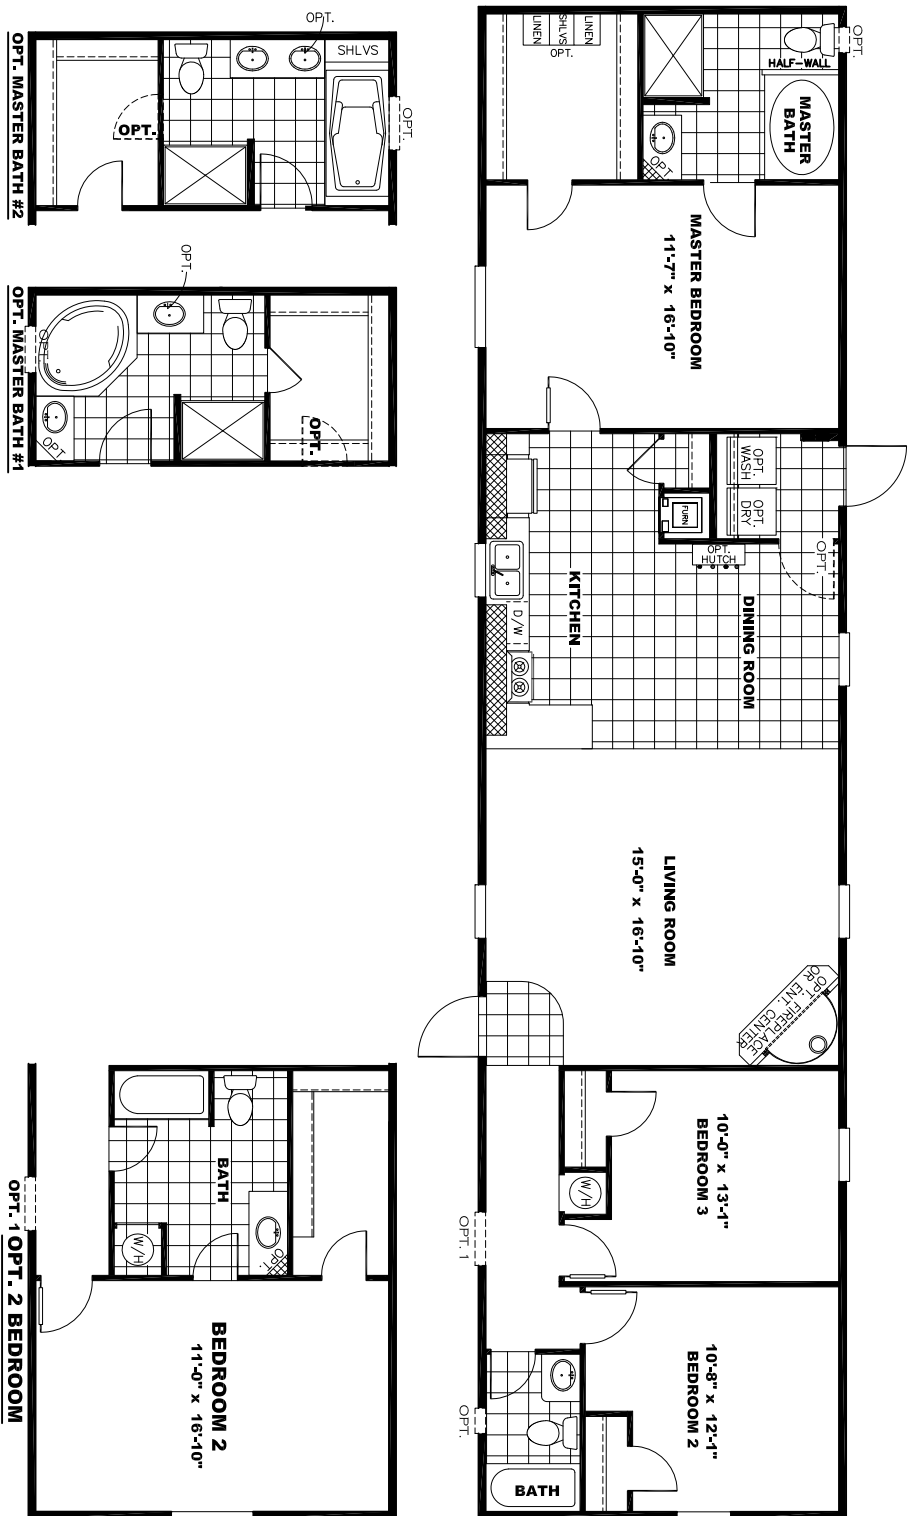 OPT.
SHLVS
OPT.
OPT.
OPT. MASTER BATH #2
LINEN
SHLVS
LINEN
OPT.
OPT.
HALF-WALL
MASTER
BATH
OPT
MASTER BEDROOM
11'-7" x 16'-10"
OPT.
OPT
OPT.
OPT
OPT. MASTER BATH #1
OPT.
WASH
OPT.
DRY
FURN
OPT.
HUTCH
OPT.
KITCHEN
D/W
DINING ROOM
LIVING ROOM
15'-0" x 16'-10"
OPT. FIREPLACE
OR ENT. CENTER
10'-0" x 13'-1"
BEDROOM 3
W/H
OPT. 1
10'-8" x 12'-1"
BEDROOM 2
OPT.
BATH
BATH
W/H
OPT.
OPT. 1
OPT. 2 BEDROOM
BEDROOM 2
11'-0" x 16'-10"